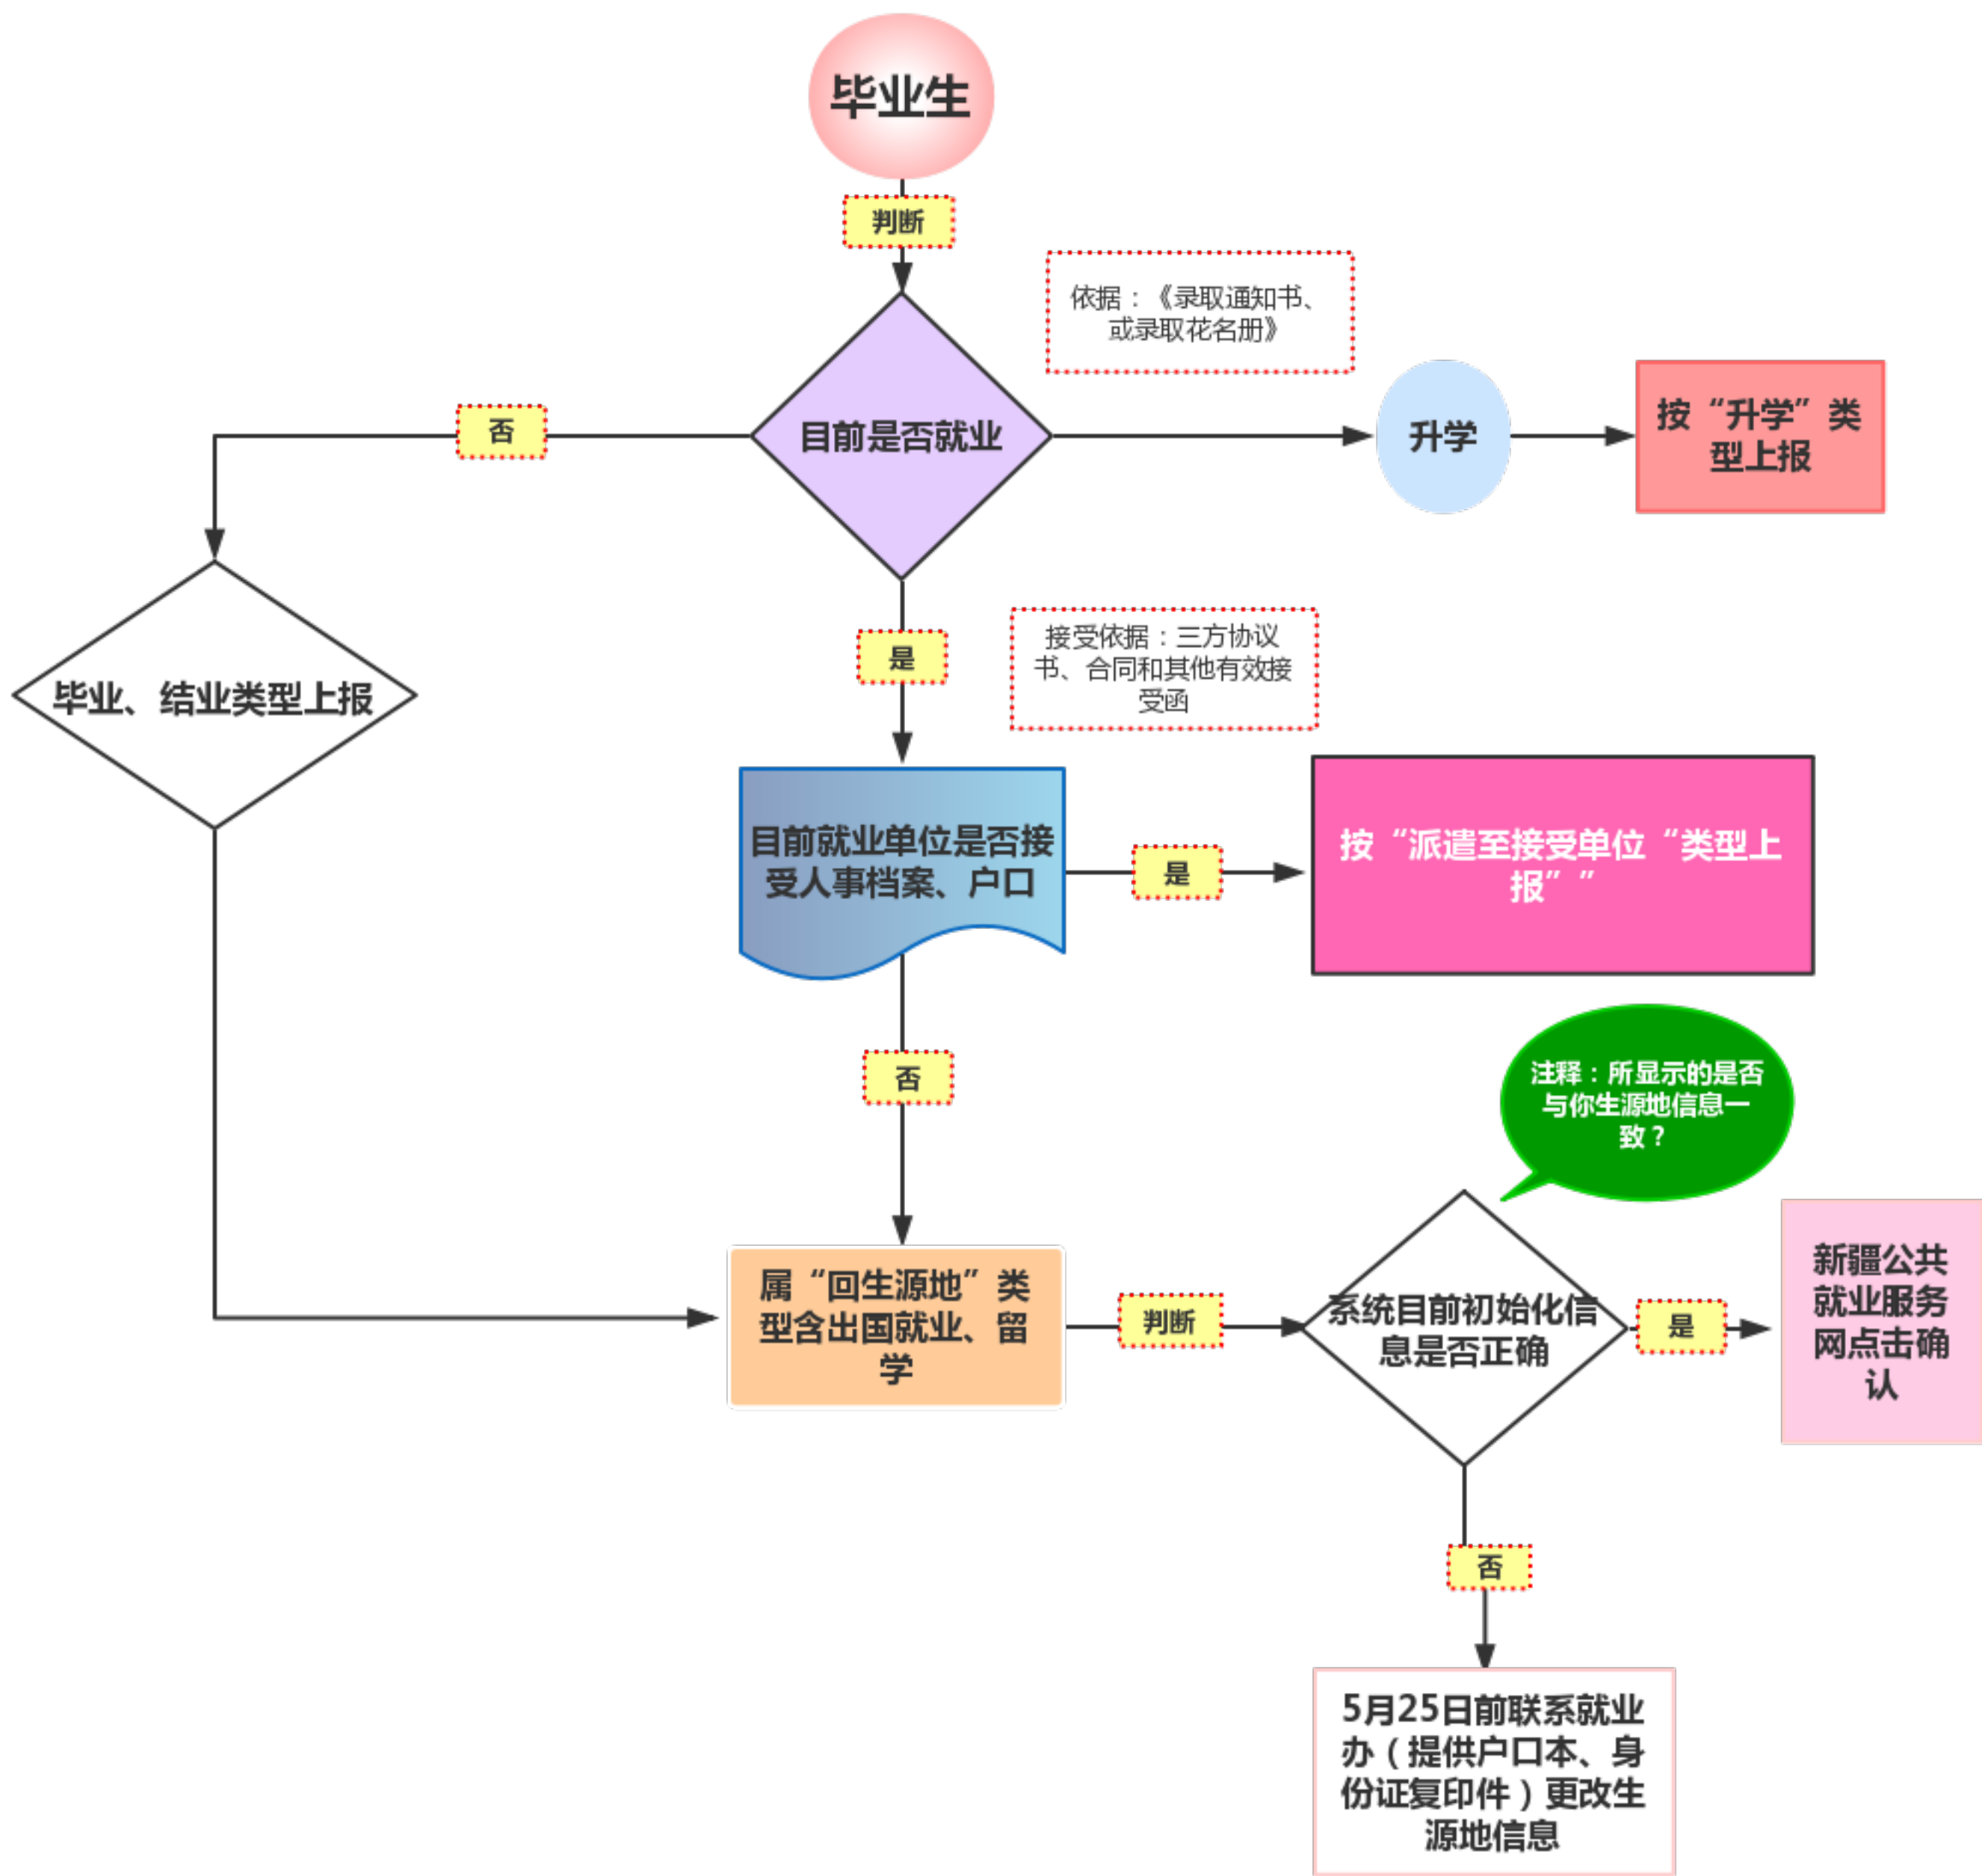 毕业生
判断
依据：《录取通知书、
或录取花名册》
否
目前是否就业
升学
按“升学”类
型上报
是
接受依据：三方协议
书、合同和其他有效接
受函
毕业、结业类型上报
目前就业单位是否接
受人事档案、户口
是
按“派遣至接受单位“类型上
报””
否
注释：所显示的是否
与你生源地信息一
致？
属“回生源地”类
型含出国就业、留
学
判断
系统目前初始化信
息是否正确
是
新疆公共
就业服务
网点击确
认
否
5月25日前联系就业
办（提供户口本、身
份证复印件）更改生
源地信息